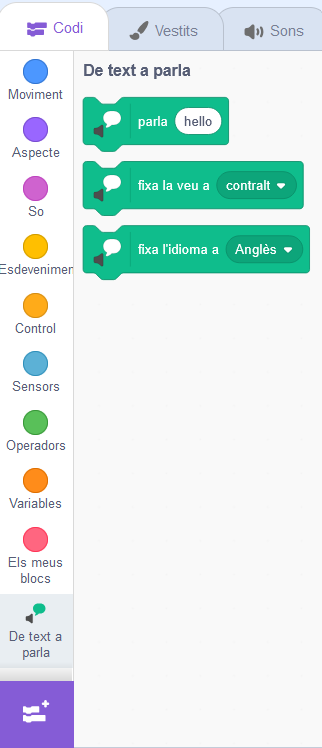 Codi
Vestits
Sons
Moviment
Aspecte
So
Esdevenimen
Control
Sensors
Operadors
Variables
Els meus
blocs
De text a
parla
De text a parla
parla hello
fixa la veu a contralt
fixa l'idioma a Anglès